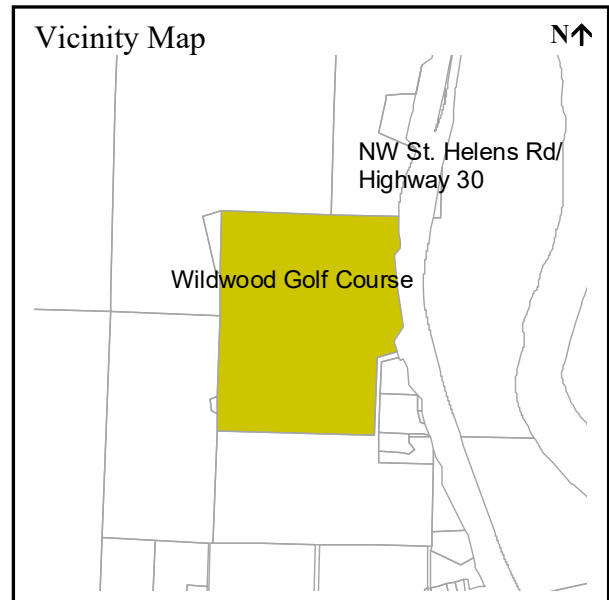 Vicinity Map
N↑
NW St. Helens Rd/
Highway 30
Wildwood Golf Course